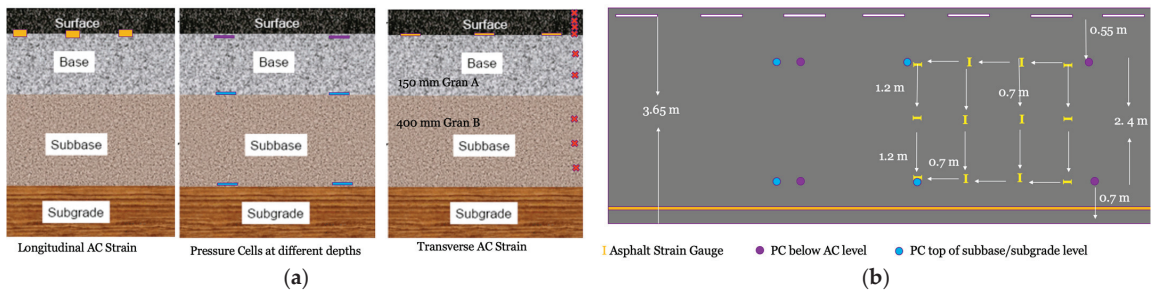 Surface
Base
Subbase
Subgrade
Longitudinal AC Strain
Surface
Base
Subbase
Subgrade
Pressure Cells at different depths
Surface
Base
150 mm Gran A
400 mm Gran B
Subbase
Subgrade
Transverse AC Strain
(a)
0.55 m
1.2 m
0.7 m
3.65 m
2. 4 m
1.2 m
0.7 m
0.7 m
Asphalt Strain Gauge
PC below AC level
PC top of subbase/subgrade level
(b)